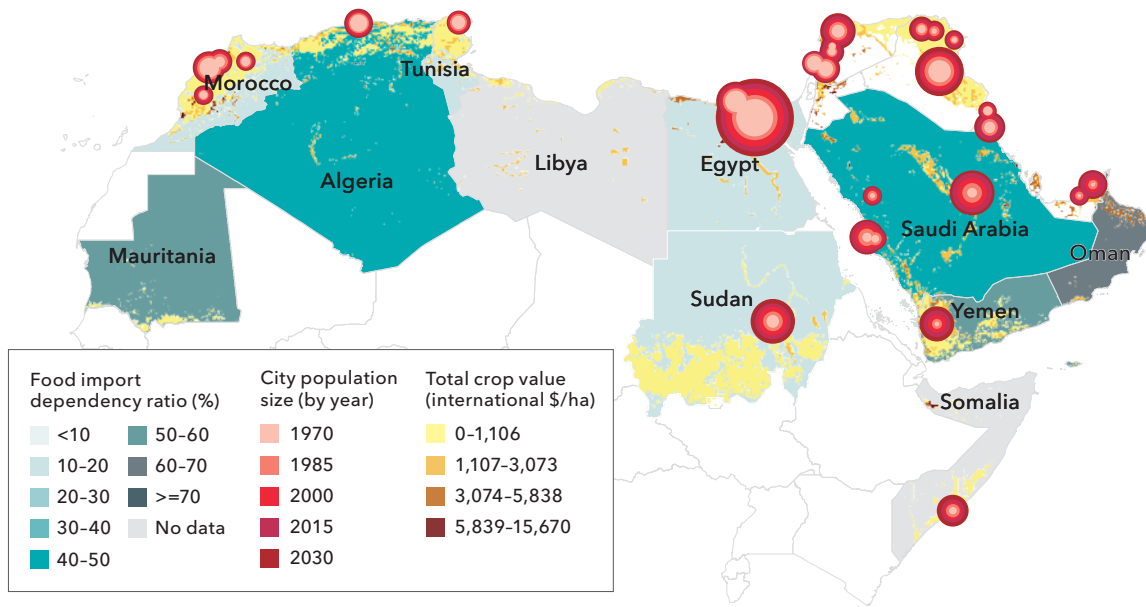 Morocco
Tunisia
Algeria
Libya
Egypt
Mauritania
Saudi Arabia
Oman
Sudan
Yemen
Somalia
Food import
dependency ratio (%)
<10
10–20
20–30
30–40
40–50
50–60
60–70
>=70
No data
City population
size (by year)
1970
1985
2000
2015
2030
Total crop value
(international $/ha)
0–1,106
1,107–3,073
3,074–5,838
5,839–15,670